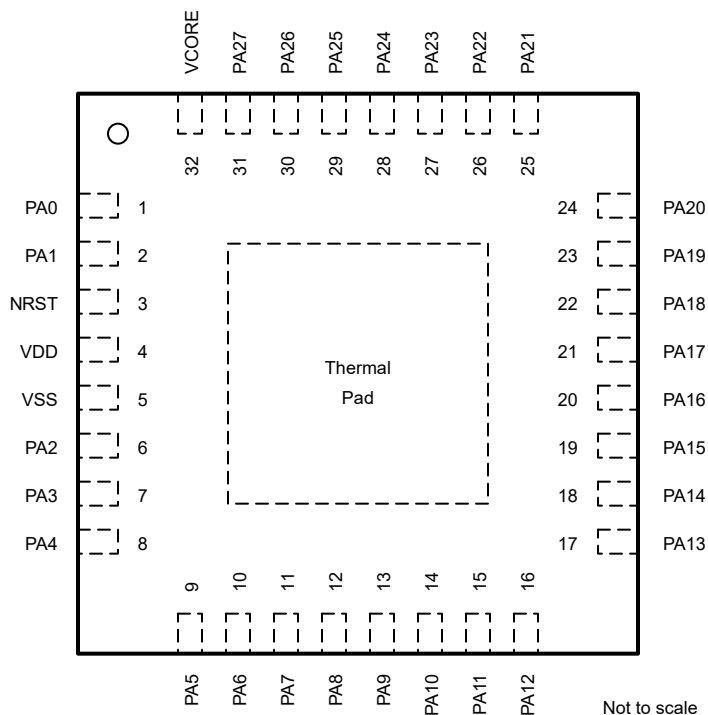 VCORE
PA27
PA26
PA25
PA24
PA23
PA22
PA21
32
31
30
29
28
27
26
25
PA0 1
PA1 2
NRST 3
VDD 4
VSS 5
PA2 6
PA3 7
PA4 8
24 PA20
23 PA19
22 PA18
21 PA17
20 PA16
19 PA15
18 PA14
17 PA13
Thermal
Pad
9
10
11
12
13
14
15
16
PA5
PA6
PA7
PA8
PA9
PA10
PA11
PA12
Not to scale